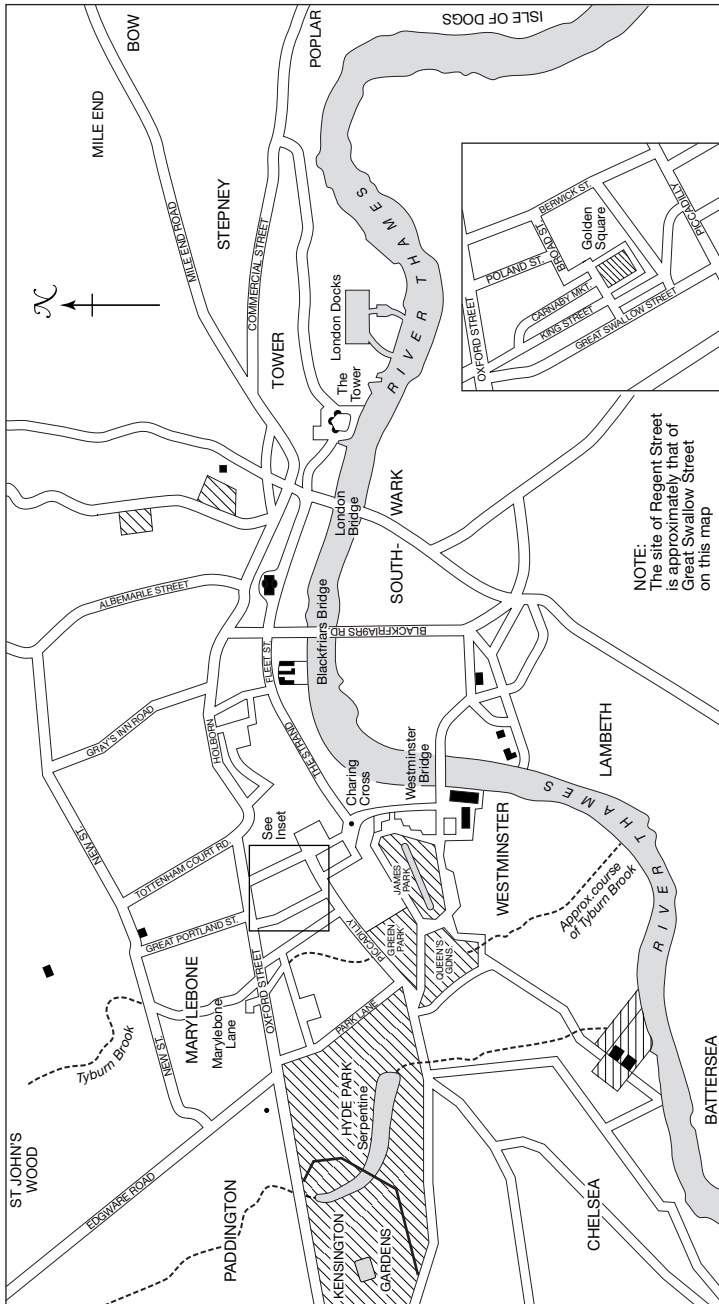 ST JOHN'S
WOOD
PADDINGTON
EDGWARE ROAD
Tyburn Brook
NEW ST.
MARYLEBONE
Marylebone
Lane
GREAT PORTLAND ST.
TOTTENHAM COURT RD.
NEW ST.
GRAY'S INN ROAD
HOLBORN
ALBEMARLE STREET
OXFORD STREET
See
Inset
THE STRAND
FLEET ST.
Charing
Cross
KENSINGTON
GARDENS
HYDE PARK
Serpentine
PARK LANE
PICCADILLY
GREEN
PARK
JAMES
PARK
QUEEN'S
GDNS.
WESTMINSTER
Westminster
Bridge
Blackfriars Bridge
BLACKFRIA9RS RD.
London
Bridge
SOUTH-
WARK
LAMBETH
CHELSEA
BATTERSEA
Approx. course
of Tyburn Brook
RIVER THAMES
N
MILE END
BOW
MILE END ROAD
STEPNEY
COMMERCIAL STREET
POPLAR
TOWER
The
Tower
London Docks
RIVER THAMES
ISLE OF DOGS
OXFORD STREET
POLAND ST.
BERWICK ST.
BROAD ST.
CARNABY MKT.
KING STREET
GREAT SWALLOW STREET
Golden
Square
PICCADILLY
NOTE:
The site of Regent Street
is approximately that of
Great Swallow Street
on this map